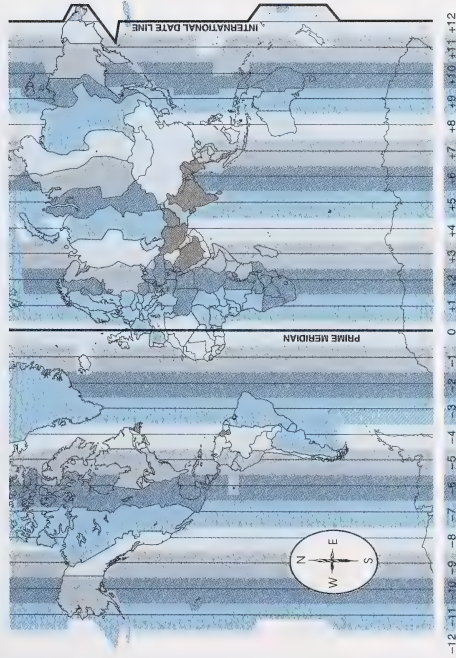 INTERNATIONAL DATE LINE
PRIME MERIDIAN
N
W E
S
-12 -11 -10 -9 -8 -7 -6 -5 -4 -3 -2 -1 0 +1 +2 +3 +4 +5 +6 +7 +8 +9 +10 +11 +12